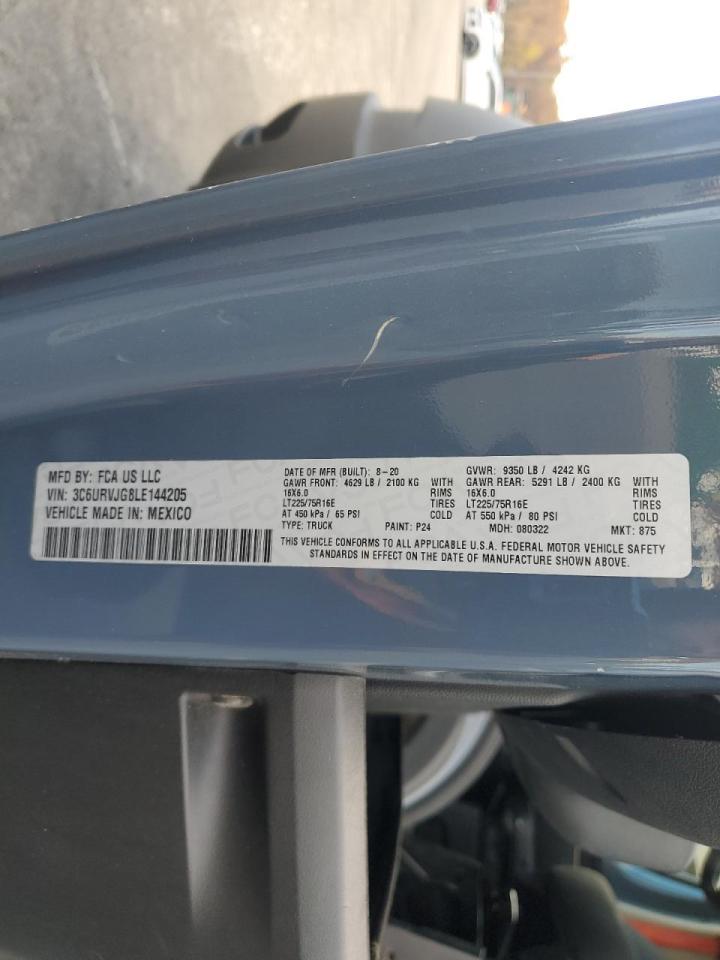 MFD BY: FCA US LLC
VIN: 3C6URVJG8LE144205
VEHICLE MADE IN: MEXICO
DATE OF MFR (BUILT): 8-20
GVWR: 9350 LB / 4242 KG
GAWR FRONT: 4629 LB / 2100 KG WITH
16X6.0 RIMS
LT225/75R16E TIRES
AT 450 kPa / 65 PSI COLD
GAWR REAR: 5291 LB / 2400 KG WITH
16X6.0 RIMS
LT225/75R16E TIRES
AT 550 kPa / 80 PSI COLD
TYPE: TRUCK PAINT: P24 MDH: 080322 MKT: 875
THIS VEHICLE CONFORMS TO ALL APPLICABLE U.S.A. FEDERAL MOTOR VEHICLE SAFETY
STANDARDS IN EFFECT ON THE DATE OF MANUFACTURE SHOWN ABOVE.